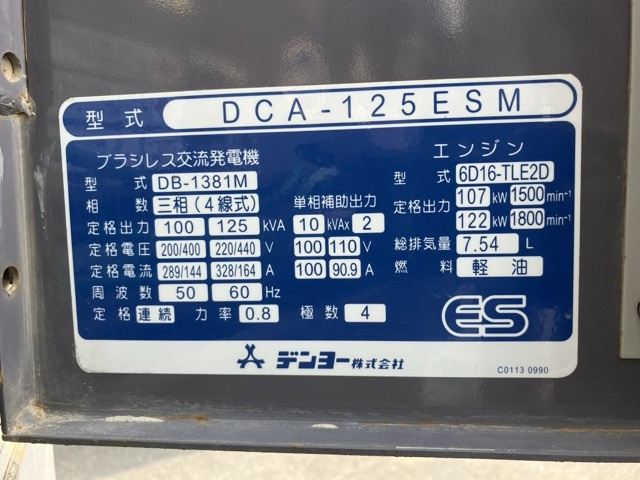 型式 DCA-125ESM
ブラシレス交流発電機
型式 DB-1381M
相数 三相(4線式)
定格出力 100 125 kVA
定格電圧 200/400 220/440 V
定格電流 289/144 328/164 A
周波数 50 60 Hz
定格 連続 力率 0.8 極数 4
単相補助出力
10 kVAx 2
100 110 V
100 90.9 A
エンジン
型式 6D16-TLE2D
定格出力 107 kW 1500 min⁻¹
122 kW 1800 min⁻¹
総排気量 7.54 L
燃料 軽油
ES
デンヨー株式会社
C0113 0990